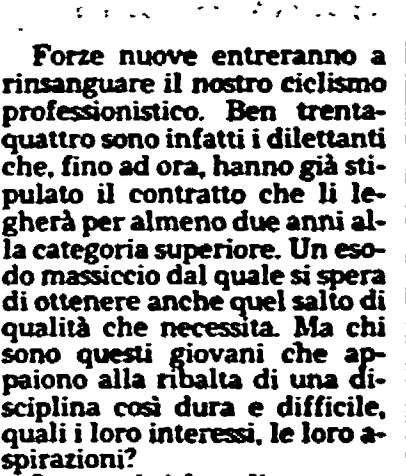 Forze nuove entreranno a
rinsanguare il nostro ciclismo
professionistico. Ben trenta-
quattro sono infatti i dilettanti
che, fino ad ora, hanno già sti-
pulato il contratto che li le-
gherà per almeno due anni al-
la categoria superiore. Un eso-
do massiccio dal quale si spera
di ottenere anche quel salto di
qualità che necessita. Ma chi
sono questi giovani che ap-
paiono alla ribalta di una di-
sciplina così dura e difficile,
quali i loro interessi, le loro a-
spirazioni?